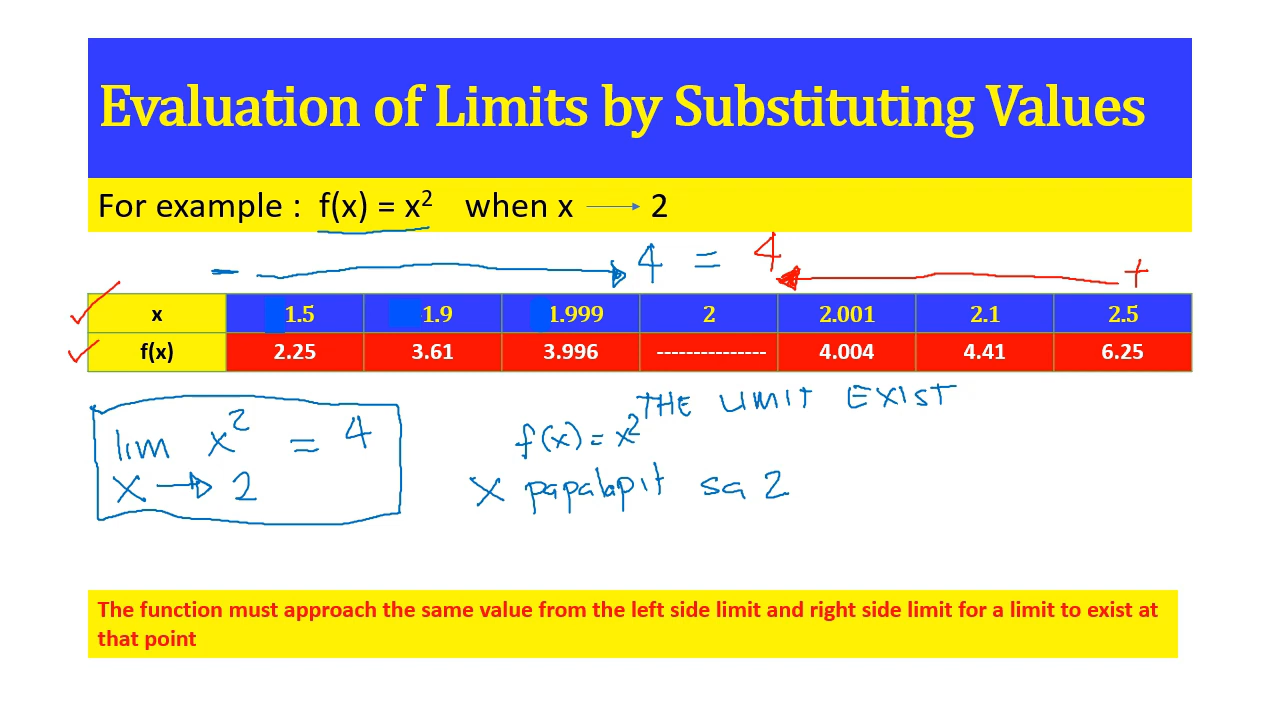 Evaluation of Limits by Substituting Values
For example : f(x) = x² when x → 2
- → 4 = 4 ← +
x 1.5 1.9 1.999 2 2.001 2.1 2.5
f(x) 2.25 3.61 3.996 --------------- 4.004 4.41 6.25
THE LIMIT EXIST
lim x² = 4
x → 2
f(x) = x²
x papalapit sa 2
The function must approach the same value from the left side limit and right side limit for a limit to exist at
that point